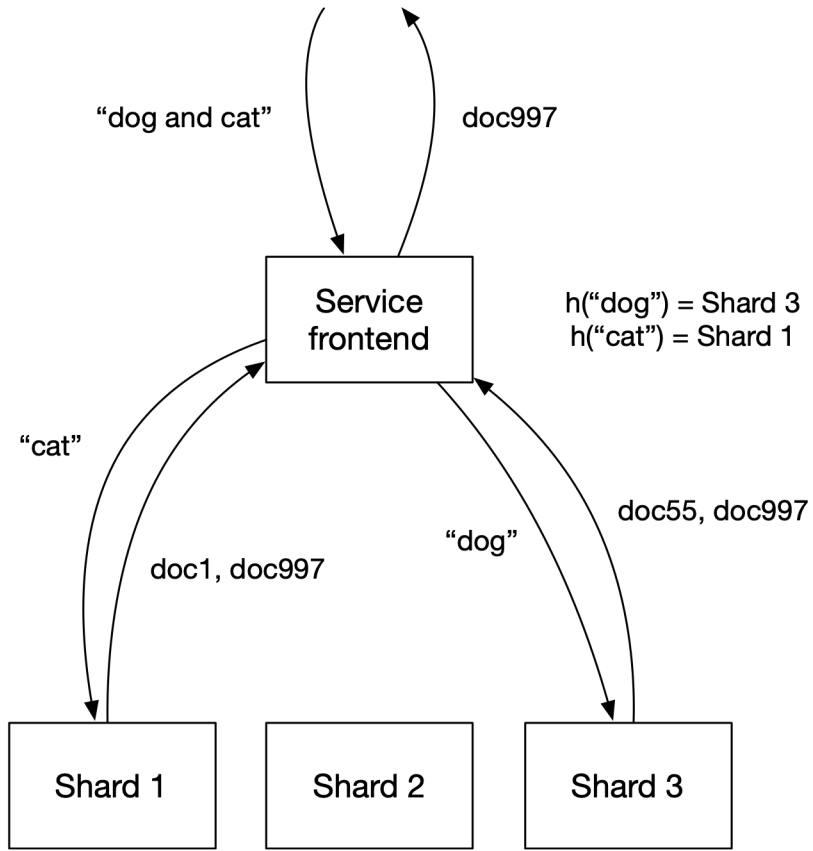 “dog and cat”
doc997
Service
frontend
h(“dog”) = Shard 3
h(“cat”) = Shard 1
“cat”
doc1, doc997
“dog”
doc55, doc997
Shard 1
Shard 2
Shard 3